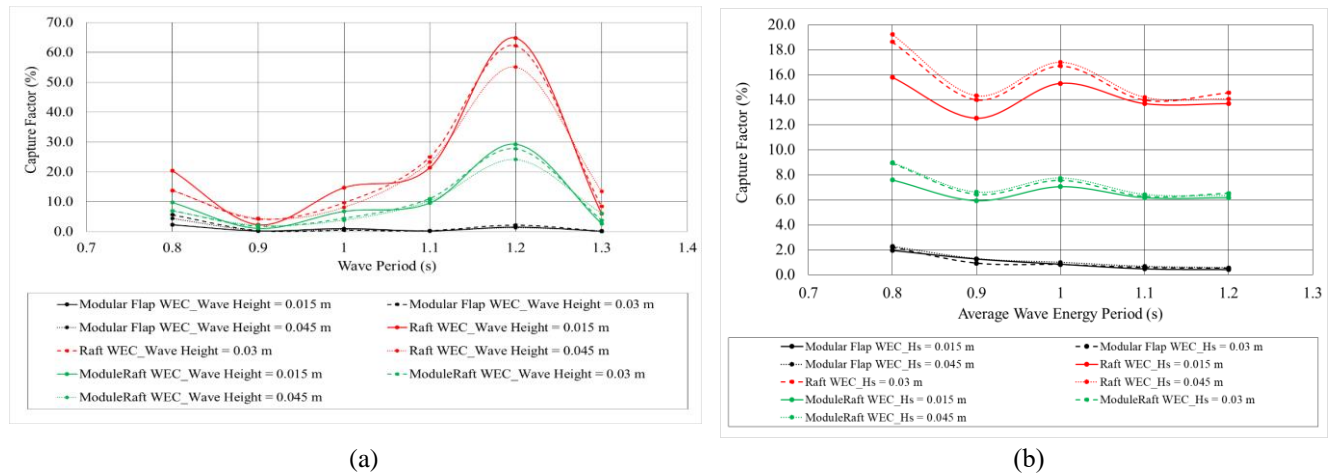 70.0
60.0
50.0
40.0
30.0
20.0
10.0
0.0
Capture Factor (%)
0.7 0.8 0.9 1 1.1 1.2 1.3 1.4
Wave Period (s)
Modular Flap WEC_Wave Height = 0.015 m Modular Flap WEC_Wave Height = 0.03 m
Modular Flap WEC_Wave Height = 0.045 m Raft WEC_Wave Height = 0.015 m
Raft WEC_Wave Height = 0.03 m Raft WEC_Wave Height = 0.045 m
ModuleRaft WEC_Wave Height = 0.015 m ModuleRaft WEC_Wave Height = 0.03 m
ModuleRaft WEC_Wave Height = 0.045 m
(a)
20.0
18.0
16.0
14.0
12.0
10.0
8.0
6.0
4.0
2.0
0.0
Capture Factor (%)
0.7 0.8 0.9 1 1.1 1.2 1.3
Average Wave Energy Period (s)
Modular Flap WEC_Hs = 0.015 m Modular Flap WEC_Hs = 0.03 m
Modular Flap WEC_Hs = 0.045 m Raft WEC_Hs = 0.015 m
Raft WEC_Hs = 0.03 m Raft WEC_Hs = 0.045 m
ModuleRaft WEC_Hs = 0.015 m ModuleRaft WEC_Hs = 0.03 m
ModuleRaft WEC_Hs = 0.045 m
(b)